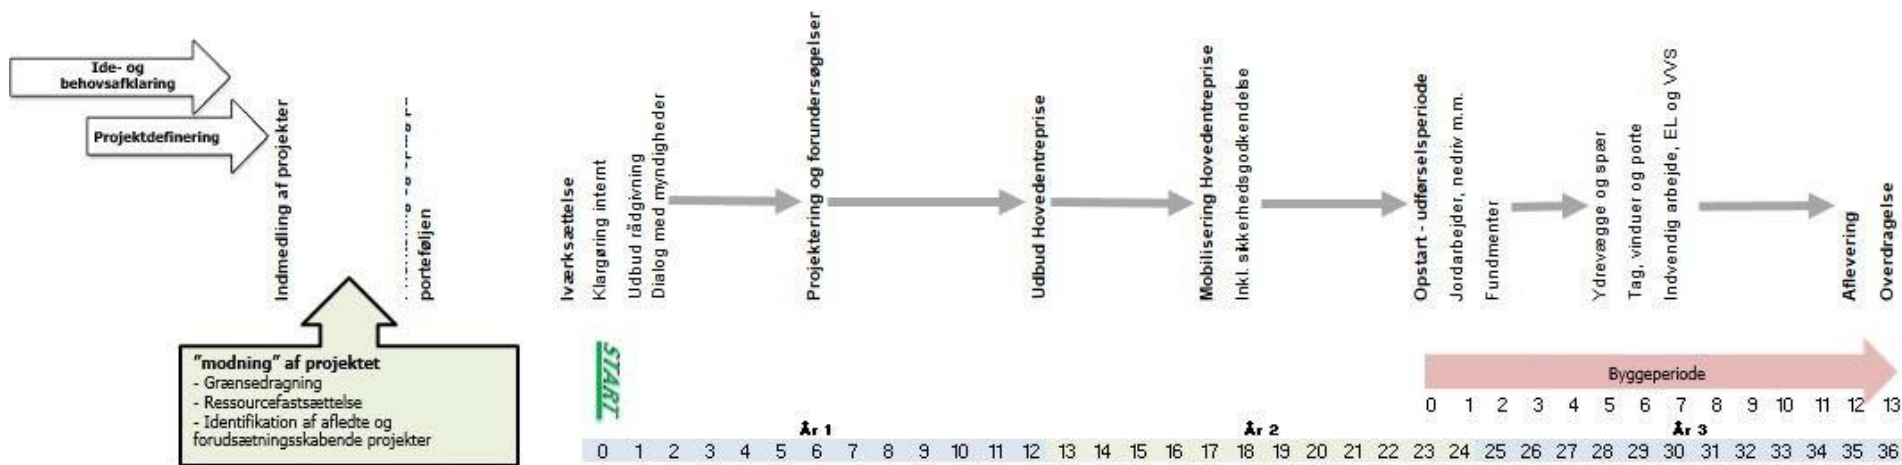 Ide- og
behovsafklaring
Projektdefinering
Indmedling af projekter
porteføljen
"modning" af projektet
- Grænsedragning
- Ressourcefastsættelse
- Identifikation af afledte og
forudsætningsskabende projekter
Iværksættelse
Klargøring internt
Udbud rådgivning
Dialog med myndigheder
Projektering og forundersøgelser
Udbud Hovedentreprise
Mobilisering Hovedentreprise
Inkl. sikkerhedsgodkendelse
Opstart - udførselsperiode
Jordarbejder, nedriv m.m.
Fundmenter
Ydrevægge og spær
Tag, vinduer og porte
Indvendig arbejde, EL og VVS
Aflevering
Overdragelse
START
Byggeperiode
0 1 2 3 4 5 6 7 8 9 10 11 12 13
År 1 År 2 År 3
0 1 2 3 4 5 6 7 8 9 10 11 12 13 14 15 16 17 18 19 20 21 22 23 24 25 26 27 28 29 30 31 32 33 34 35 36